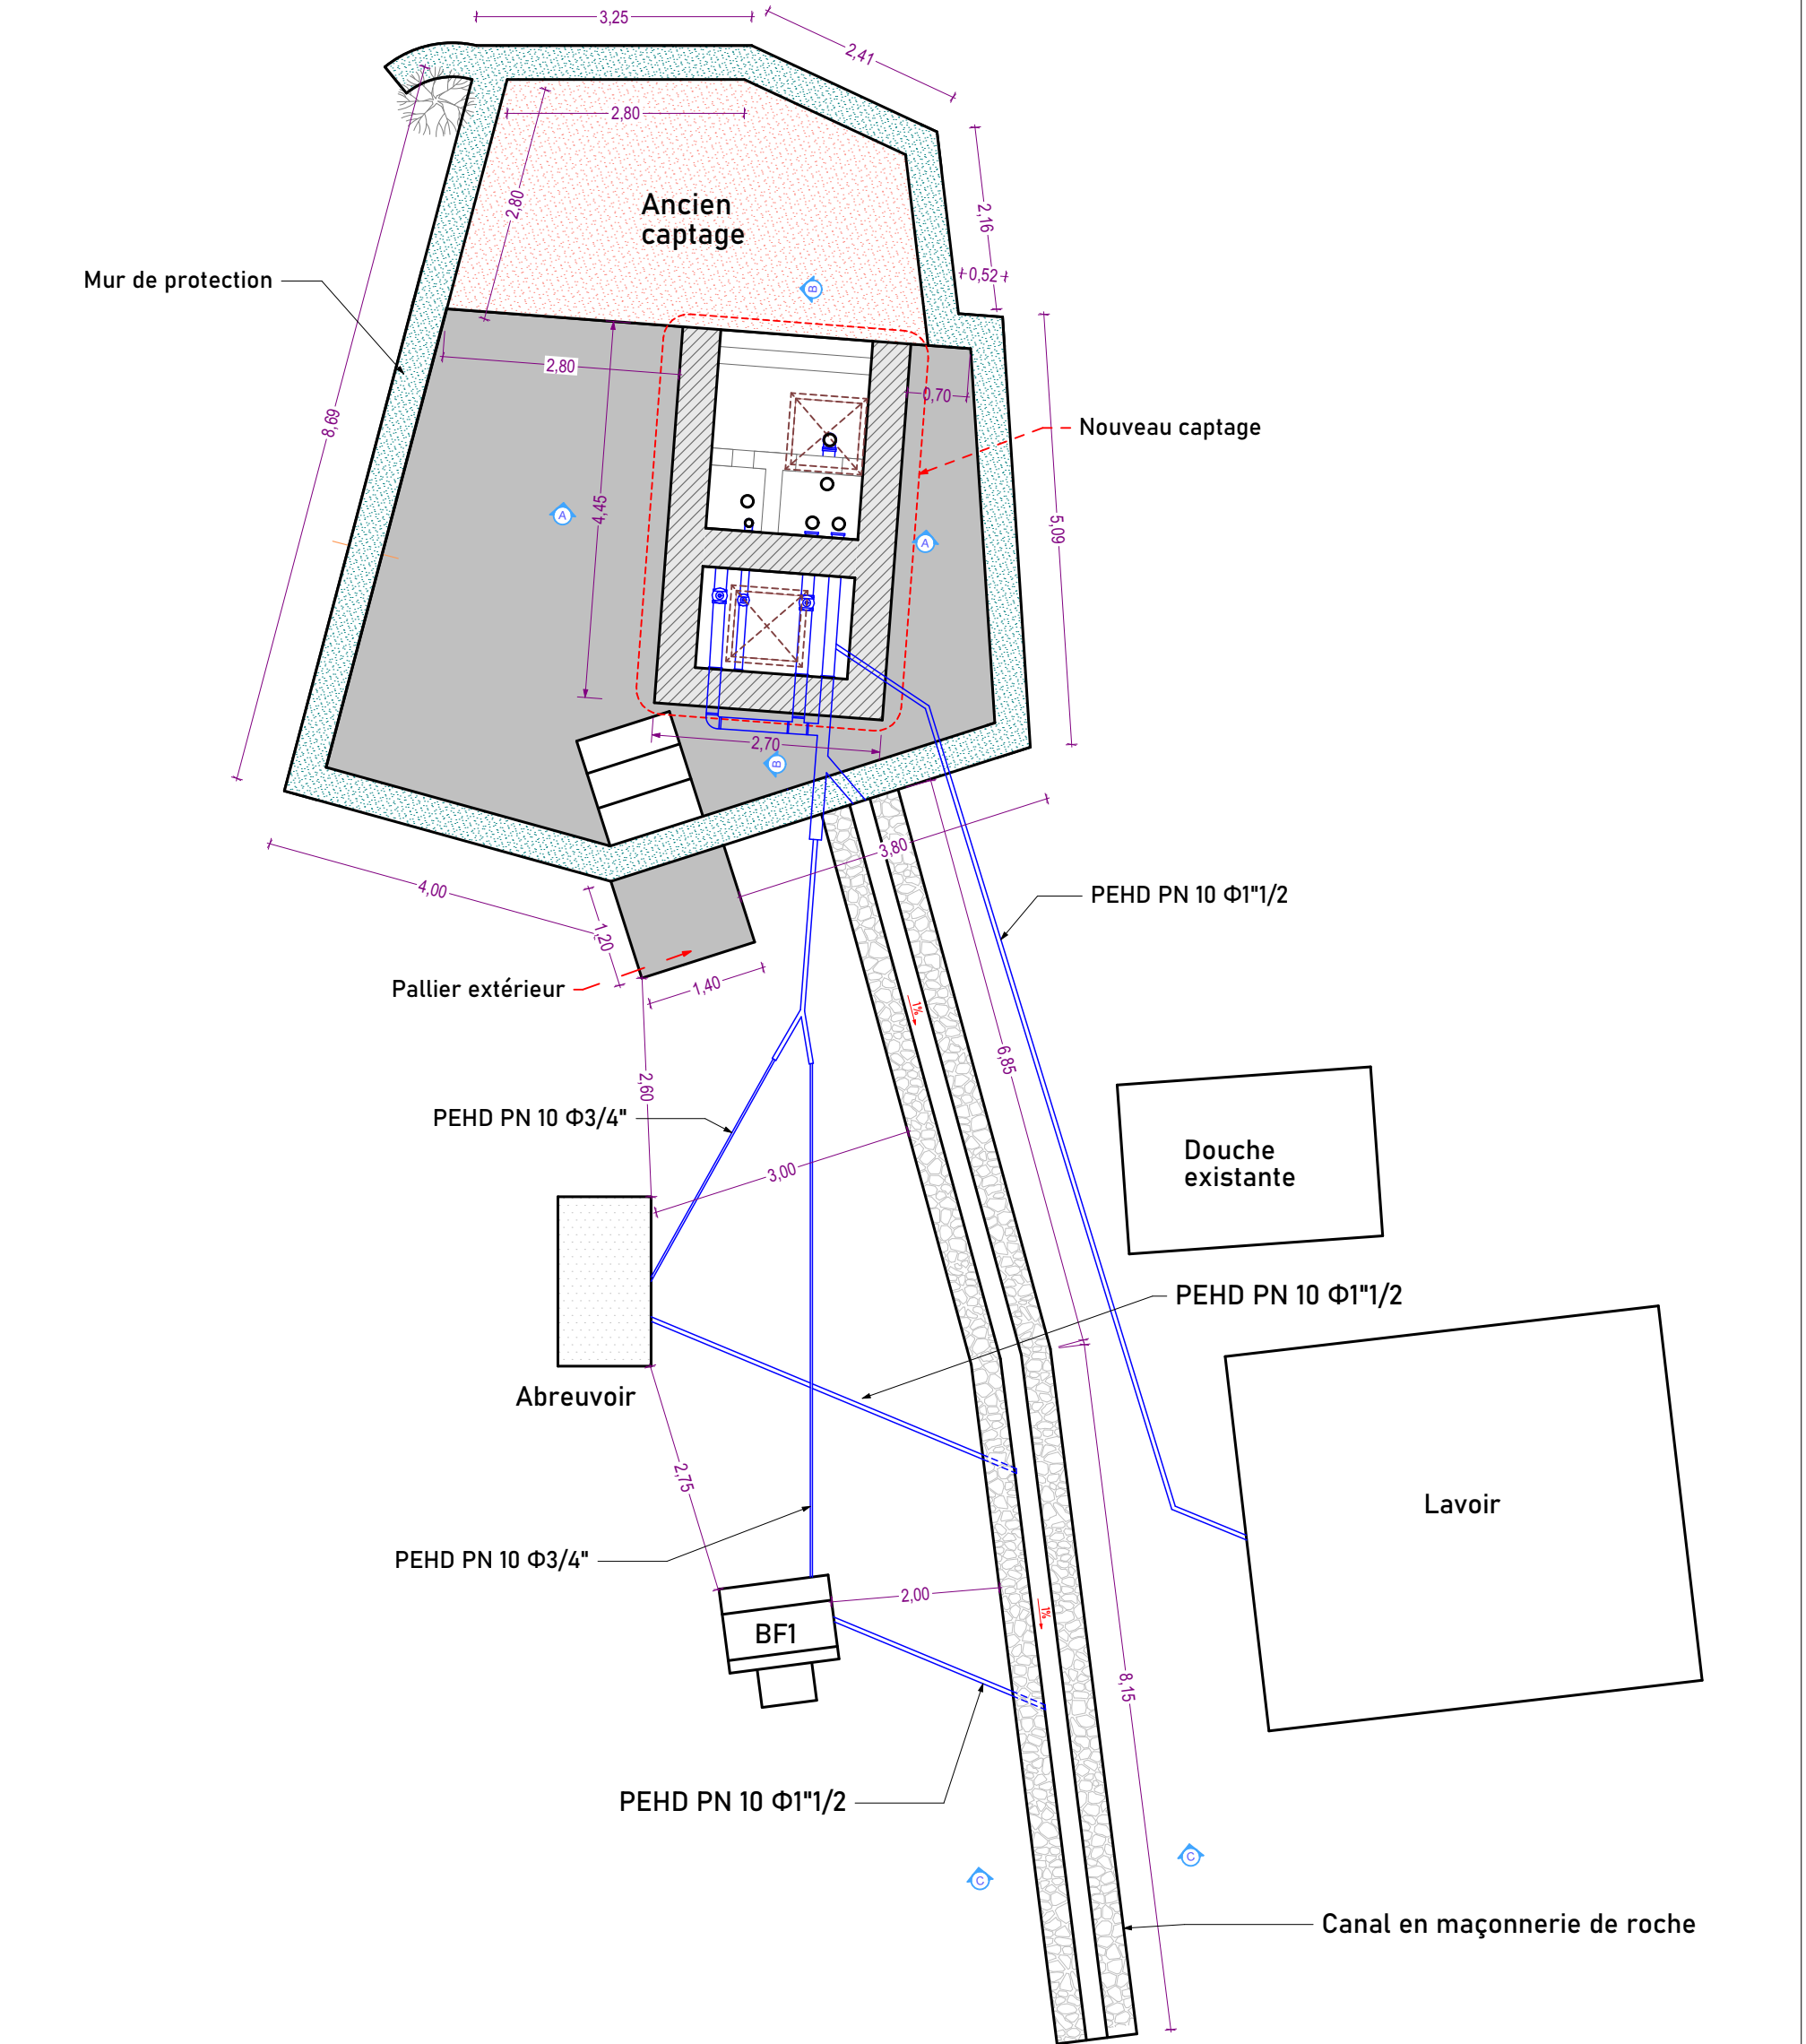 3,25
2,41
2,80
2,80
Ancien
captage
2,16
0,52
Mur de protection
B
2,80
0,70
8,69
Nouveau captage
4,45
A
A
5,09
2,70
B
3,80
4,00
1,20
PEHD PN 10 Φ1"1/2
Pallier extérieur
1,40
1%
6,85
2,60
PEHD PN 10 Φ3/4"
Douche
existante
3,00
PEHD PN 10 Φ1"1/2
Abreuvoir
2,75
Lavoir
PEHD PN 10 Φ3/4"
2,00
1%
BF1
8,15
PEHD PN 10 Φ1"1/2
C
C
Canal en maçonnerie de roche